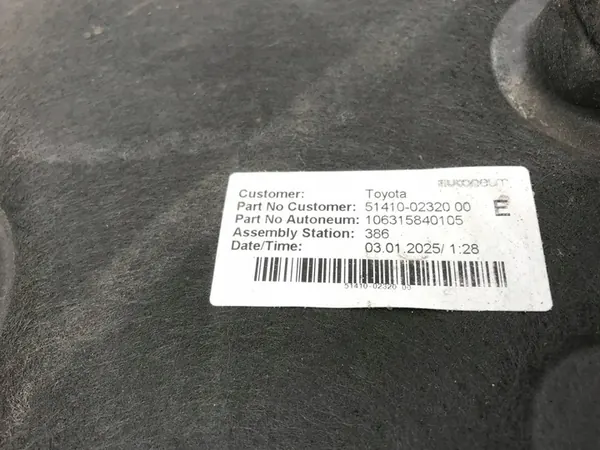 autoneum
Customer: Toyota
Part No Customer: 51410-02320 00 E
Part No Autoneum: 106315840105
Assembly Station: 386
Date/Time: 03.01.2025/ 1:28
51410-02320 00